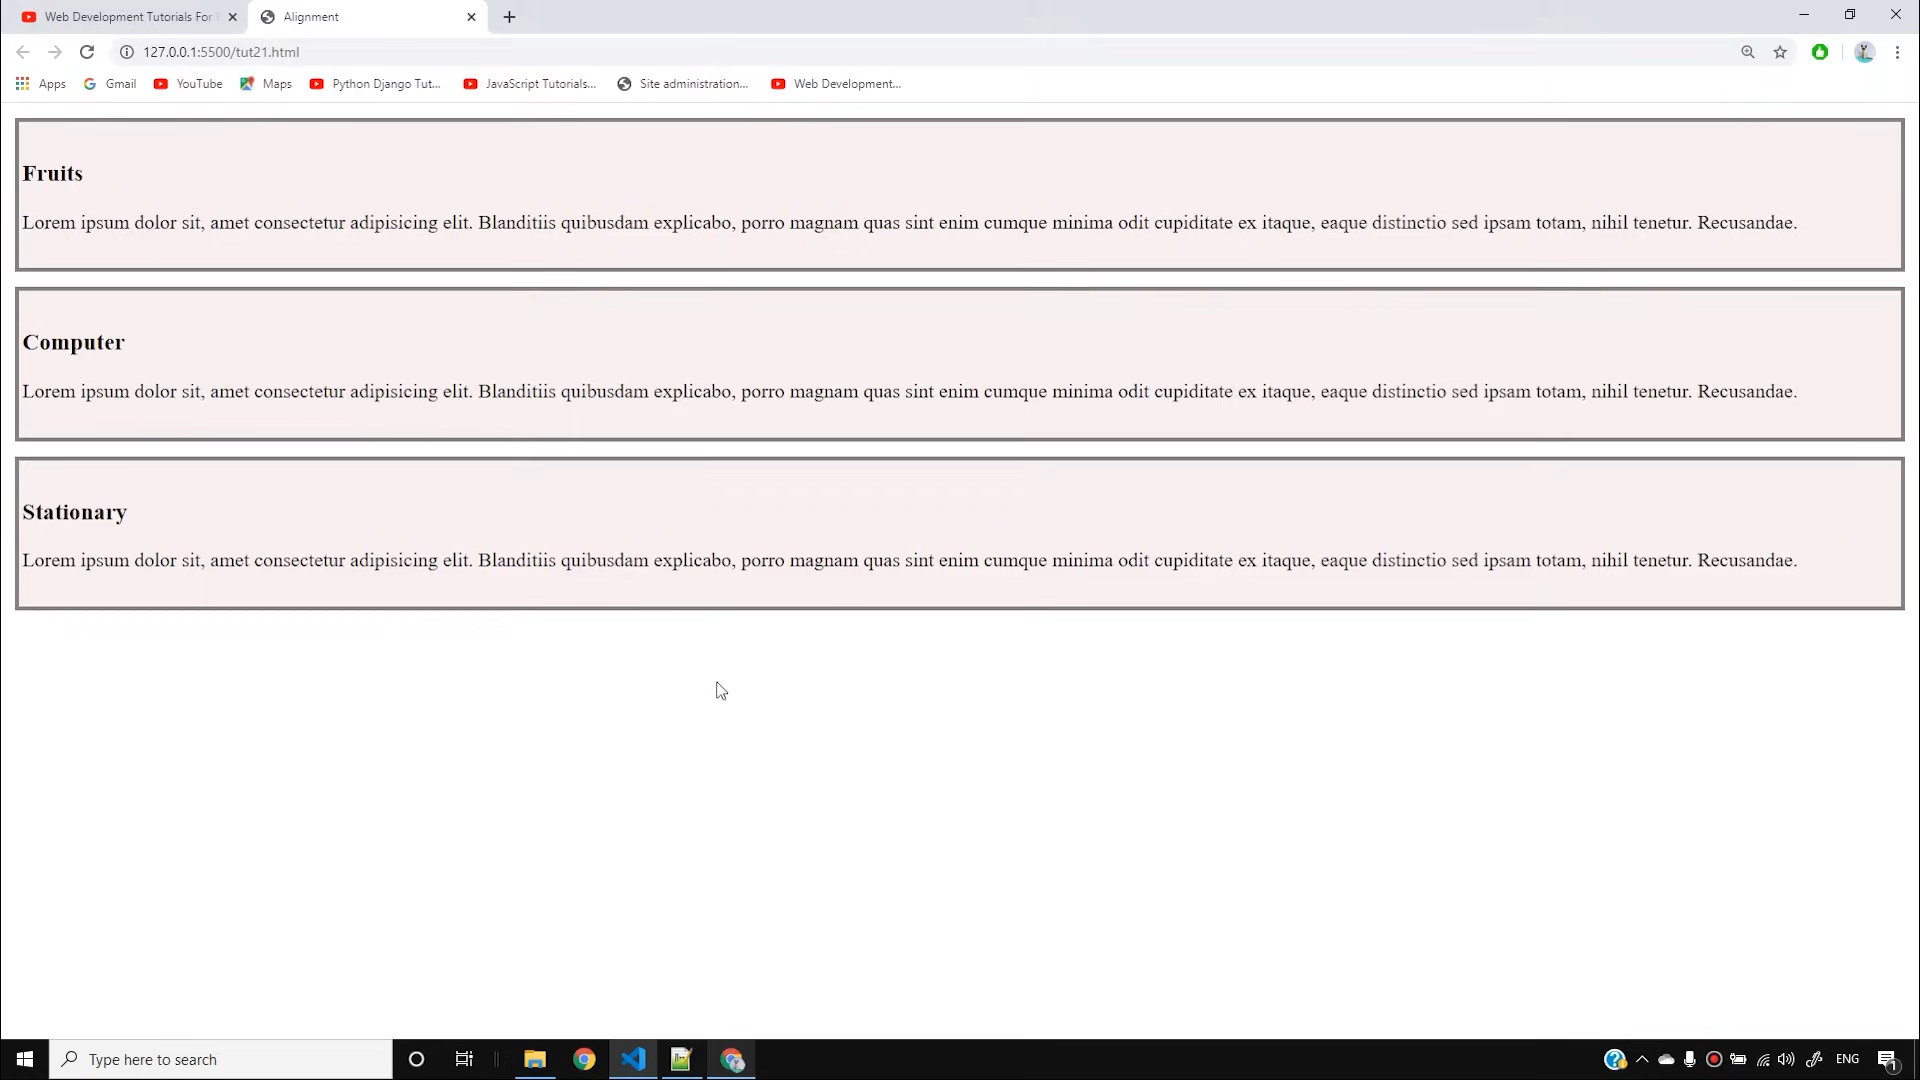 Web Development Tutorials For
Alignment
127.0.0.1:5500/tut21.html
Apps Gmail YouTube Maps Python Django Tut... JavaScript Tutorials... Site administration... Web Development...
Fruits
Lorem ipsum dolor sit, amet consectetur adipisicing elit. Blanditiis quibusdam explicabo, porro magnam quas sint enim cumque minima odit cupiditate ex itaque, eaque distinctio sed ipsam totam, nihil tenetur. Recusandae.
Computer
Lorem ipsum dolor sit, amet consectetur adipisicing elit. Blanditiis quibusdam explicabo, porro magnam quas sint enim cumque minima odit cupiditate ex itaque, eaque distinctio sed ipsam totam, nihil tenetur. Recusandae.
Stationary
Lorem ipsum dolor sit, amet consectetur adipisicing elit. Blanditiis quibusdam explicabo, porro magnam quas sint enim cumque minima odit cupiditate ex itaque, eaque distinctio sed ipsam totam, nihil tenetur. Recusandae.
Type here to search
ENG
1